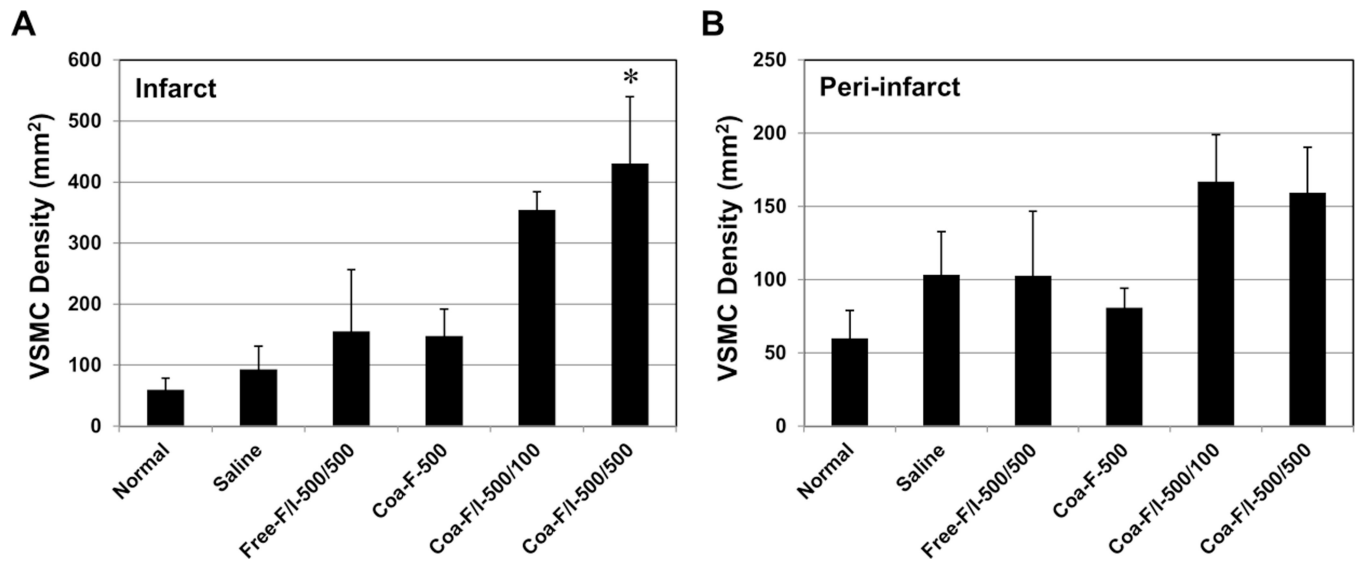 A
Infarct
VSMC Density (mm²)
600
500
400
300
200
100
0
*
Normal
Saline
Free-F/I-500/500
Coa-F-500
Coa-F/I-500/100
Coa-F/I-500/500
B
Peri-infarct
VSMC Density (mm²)
250
200
150
100
50
0
Normal
Saline
Free-F/I-500/500
Coa-F-500
Coa-F/I-500/100
Coa-F/I-500/500